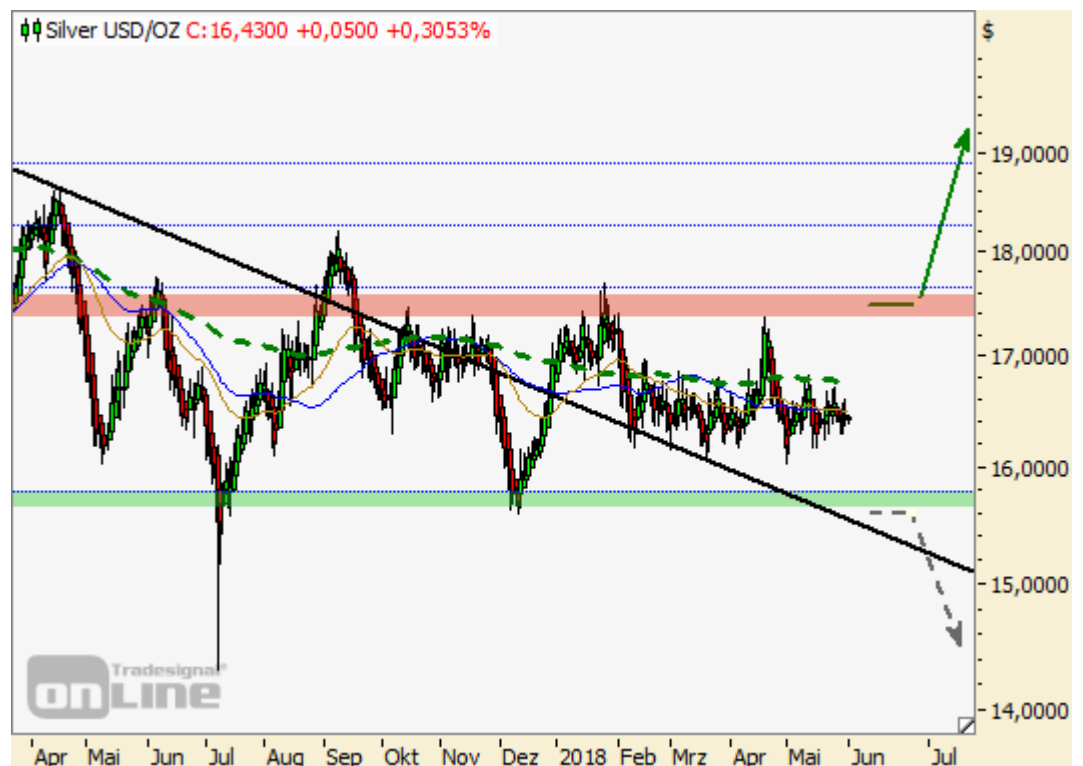 Silver USD/OZ C:16,4300 +0,0500 +0,3053%
$
19,0000
18,0000
17,0000
16,0000
15,0000
14,0000
Tradesignal®
onLINE
Apr Mai Jun Jul Aug Sep Okt Nov Dez 2018 Feb Mrz Apr Mai Jun Jul